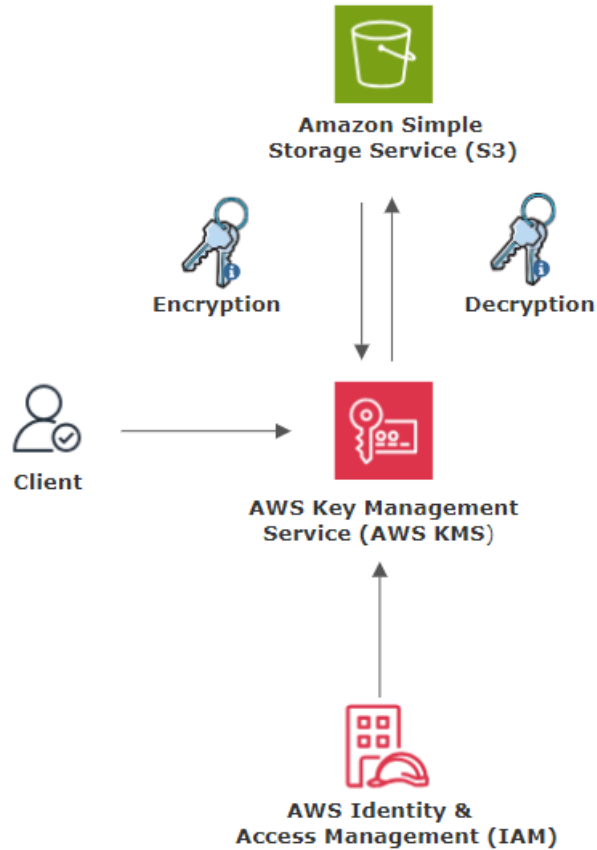 Amazon Simple
Storage Service (S3)
Encryption
Decryption
Client
AWS Key Management
Service (AWS KMS)
AWS Identity &
Access Management (IAM)